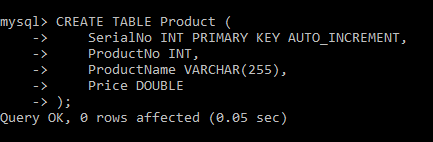 mysql> CREATE TABLE Product (
    ->     SerialNo INT PRIMARY KEY AUTO_INCREMENT,
    ->     ProductNo INT,
    ->     ProductName VARCHAR(255),
    ->     Price DOUBLE
    -> );
Query OK, 0 rows affected (0.05 sec)